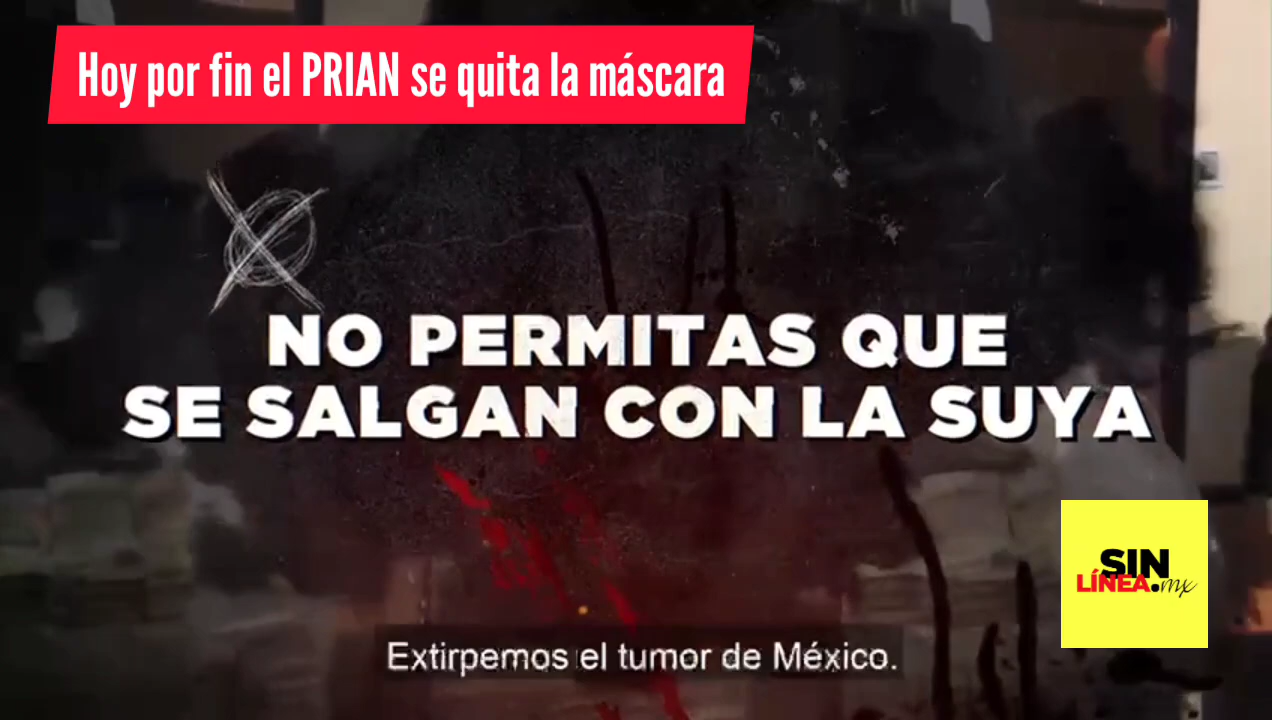 Hoy por fin el PRIAN se quita la máscara
NO PERMITAS QUE
SE SALGAN CON LA SUYA
SIN
LÍNEA.mx
Extirpemos el tumor de México.